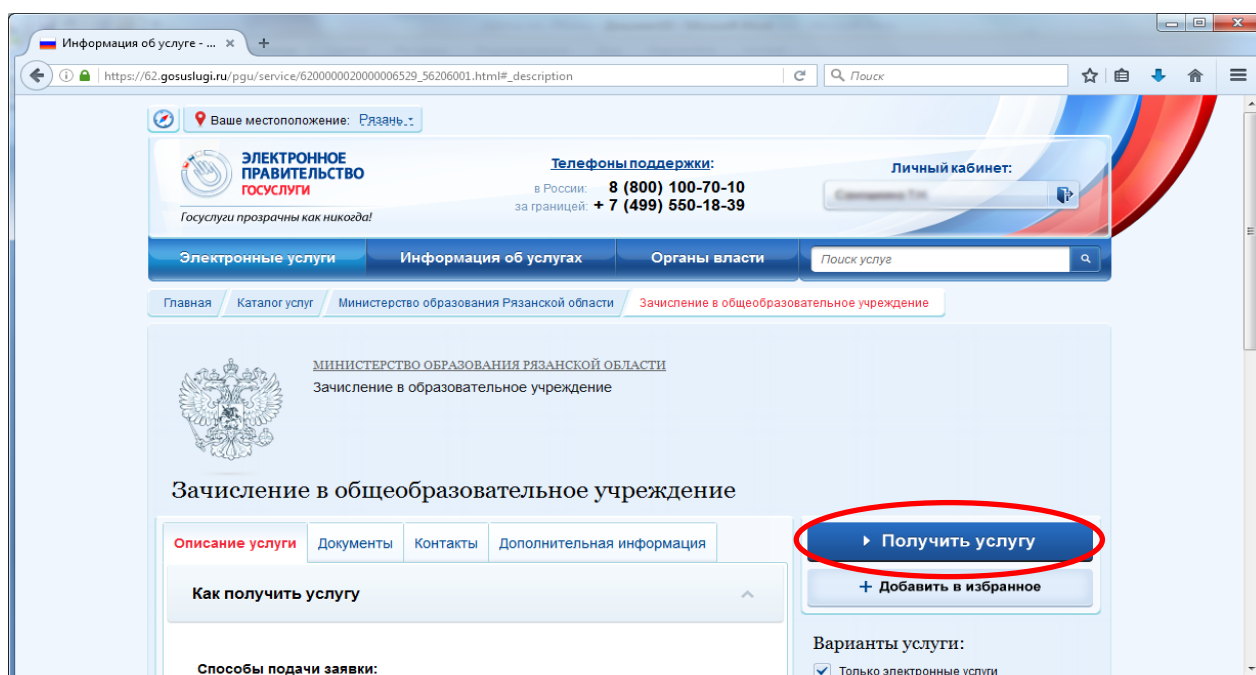 Информация об услуге - ...
https://62.gosuslugi.ru/pgu/service/6200000020000006529_56206001.html#_description
Поиск
Ваше местоположение: Рязань
ЭЛЕКТРОННОЕ
ПРАВИТЕЛЬСТВО
ГОСУСЛУГИ
Госуслуги прозрачны как никогда!
Телефоны поддержки:
в России: 8 (800) 100-70-10
за границей: + 7 (499) 550-18-39
Личный кабинет:
Электронные услуги
Информация об услугах
Органы власти
Поиск услуг
Главная
Каталог услуг
Министерство образования Рязанской области
Зачисление в общеобразовательное учреждение
МИНИСТЕРСТВО ОБРАЗОВАНИЯ РЯЗАНСКОЙ ОБЛАСТИ
Зачисление в образовательное учреждение
Зачисление в общеобразовательное учреждение
Описание услуги
Документы
Контакты
Дополнительная информация
Получить услугу
+ Добавить в избранное
Как получить услугу
Варианты услуги:
Способы подачи заявки:
Только электронные услуги